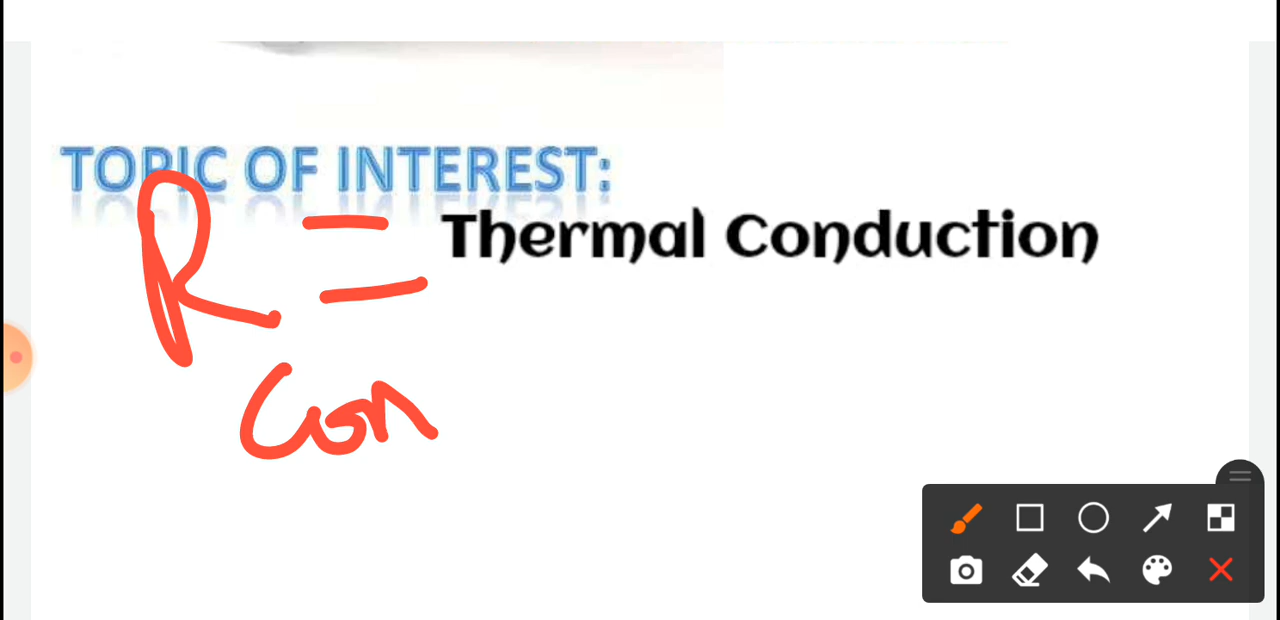 TOPIC OF INTEREST:
Thermal Conduction
R =
Con